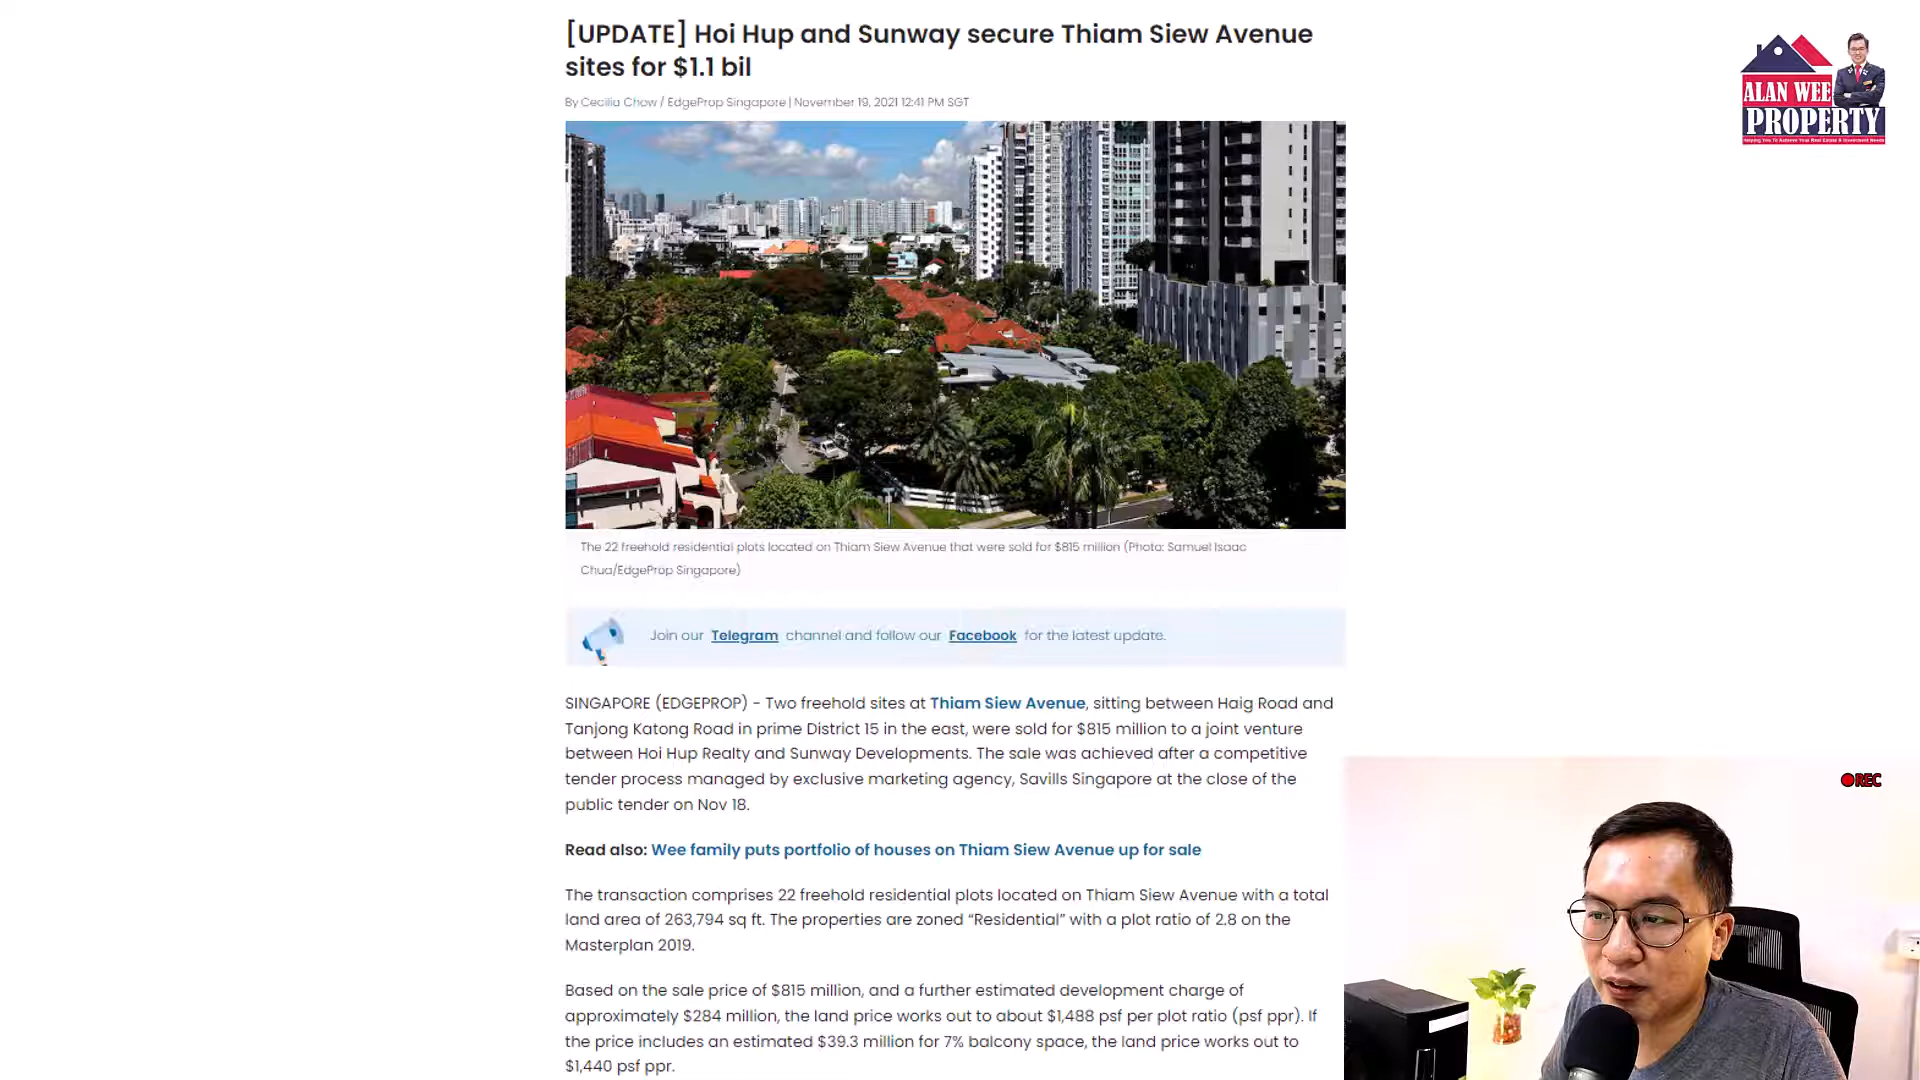 [UPDATE] Hoi Hup and Sunway secure Thiam Siew Avenue
sites for $1.1 bil
By Cecilia Chow / EdgeProp Singapore | November 19, 2021 12:41 PM SGT
The 22 freehold residential plots located on Thiam Siew Avenue that were sold for $815 million (Photo: Samuel Isaac
Chua/EdgeProp Singapore)
Join our Telegram channel and follow our Facebook for the latest update.
SINGAPORE (EDGEPROP) - Two freehold sites at Thiam Siew Avenue, sitting between Haig Road and
Tanjong Katong Road in prime District 15 in the east, were sold for $815 million to a joint venture
between Hoi Hup Realty and Sunway Developments. The sale was achieved after a competitive
tender process managed by exclusive marketing agency, Savills Singapore at the close of the
public tender on Nov 18.
Read also: Wee family puts portfolio of houses on Thiam Siew Avenue up for sale
The transaction comprises 22 freehold residential plots located on Thiam Siew Avenue with a total
land area of 263,794 sq ft. The properties are zoned “Residential” with a plot ratio of 2.8 on the
Masterplan 2019.
Based on the sale price of $815 million, and a further estimated development charge of
approximately $284 million, the land price works out to about $1,488 psf per plot ratio (psf ppr). If
the price includes an estimated $39.3 million for 7% balcony space, the land price works out to
$1,440 psf ppr.
ALAN WEE
PROPERTY
Helping You To Achieve Your Real Estate & Investment Needs
REC